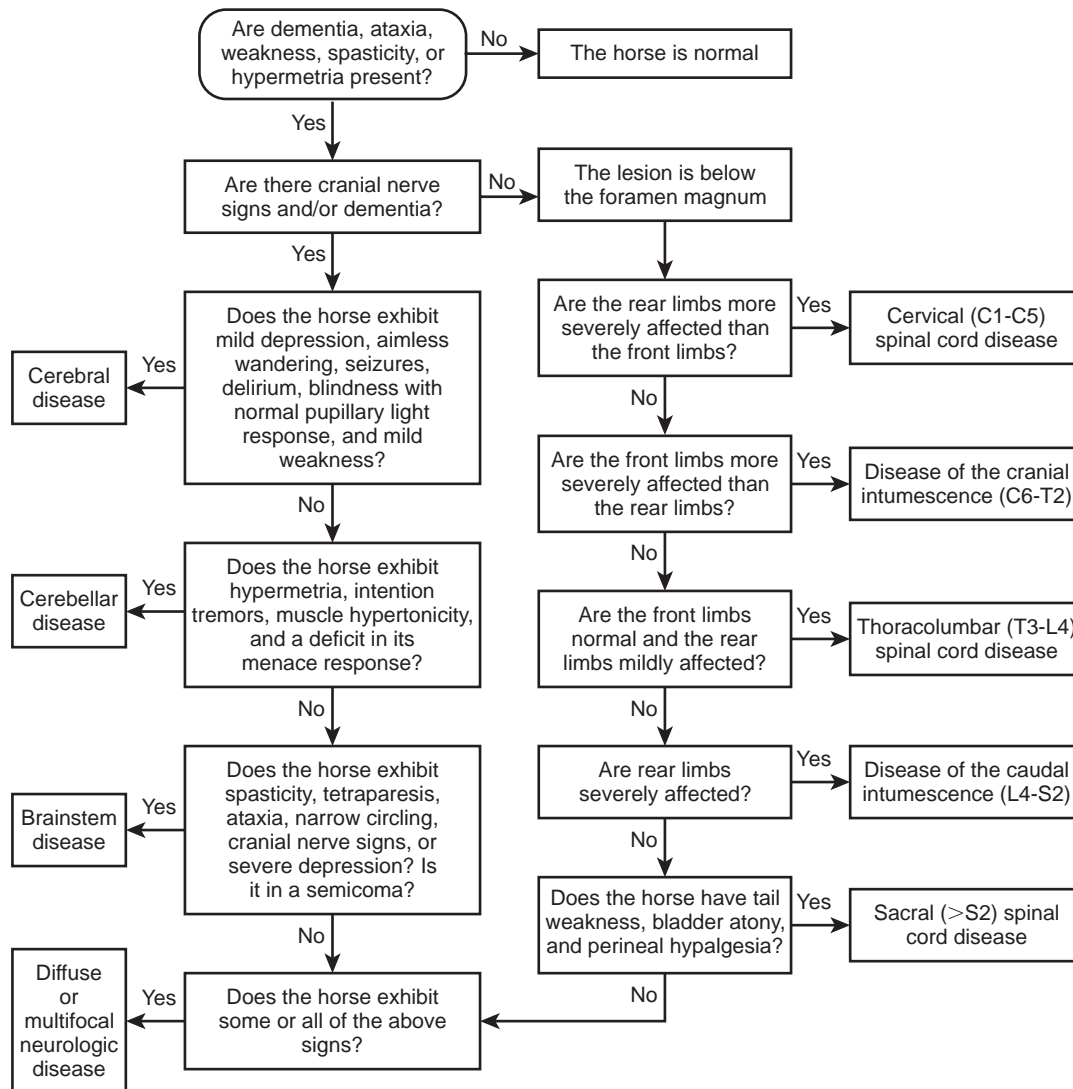 Are dementia, ataxia,
weakness, spasticity, or
hypermetria present?
No
The horse is normal
Yes
Are there cranial nerve
signs and/or dementia?
No
The lesion is below
the foramen magnum
Yes
Does the horse exhibit
mild depression, aimless
wandering, seizures,
delirium, blindness with
normal pupillary light
response, and mild
weakness?
Yes
Cerebral
disease
No
Does the horse exhibit
hypermetria, intention
tremors, muscle hypertonicity,
and a deficit in its
menace response?
Yes
Cerebellar
disease
No
Does the horse exhibit
spasticity, tetraparesis,
ataxia, narrow circling,
cranial nerve signs, or
severe depression? Is
it in a semicoma?
Yes
Brainstem
disease
No
Does the horse exhibit
some or all of the above
signs?
Yes
Diffuse
or
multifocal
neurologic
disease
Are the rear limbs more
severely affected than
the front limbs?
Yes
Cervical (C1-C5)
spinal cord disease
No
Are the front limbs more
severely affected than
the rear limbs?
Yes
Disease of the cranial
intumescence (C6-T2)
No
Are the front limbs
normal and the rear
limbs mildly affected?
Yes
Thoracolumbar (T3-L4)
spinal cord disease
No
Are rear limbs
severely affected?
Yes
Disease of the caudal
intumescence (L4-S2)
No
Does the horse have tail
weakness, bladder atony,
and perineal hypalgesia?
Yes
Sacral (>S2) spinal
cord disease
No